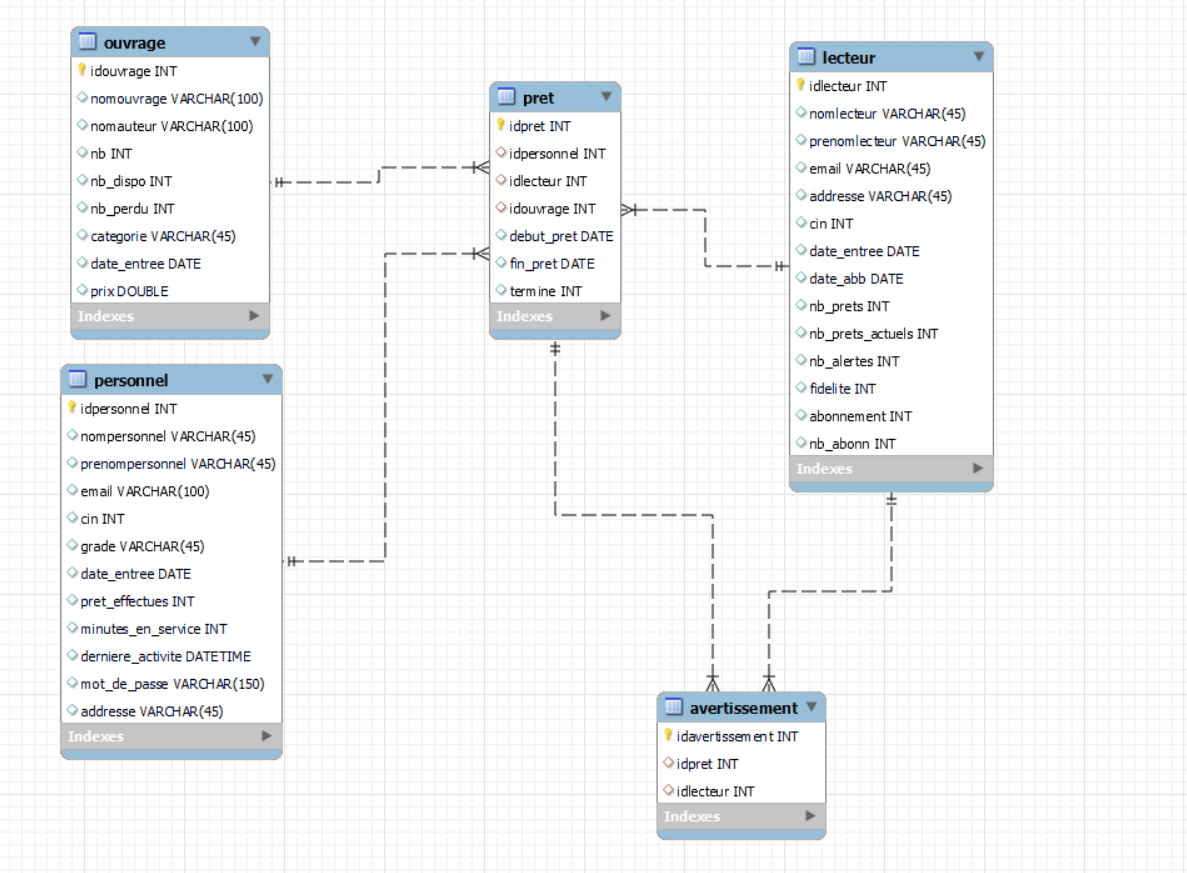 ouvrage
idouvrage INT
nomouvrage VARCHAR(100)
nomauteur VARCHAR(100)
nb INT
nb_dispo INT
nb_perdu INT
categorie VARCHAR(45)
date_entree DATE
prix DOUBLE
Indexes
personnel
idpersonnel INT
nompersonnel VARCHAR(45)
prenompersonnel VARCHAR(45)
email VARCHAR(100)
cin INT
grade VARCHAR(45)
date_entree DATE
pret_effectues INT
minutes_en_service INT
derniere_activite DATETIME
mot_de_passe VARCHAR(150)
addresse VARCHAR(45)
Indexes
pret
idpret INT
idpersonnel INT
idlecteur INT
idouvrage INT
debut_pret DATE
fin_pret DATE
termine INT
Indexes
lecteur
idlecteur INT
nomlecteur VARCHAR(45)
prenomlecteur VARCHAR(45)
email VARCHAR(45)
addresse VARCHAR(45)
cin INT
date_entree DATE
date_abb DATE
nb_prets INT
nb_prets_actuels INT
nb_alertes INT
fidelite INT
abonnement INT
nb_abonn INT
Indexes
avertissement
idavertissement INT
idpret INT
idlecteur INT
Indexes